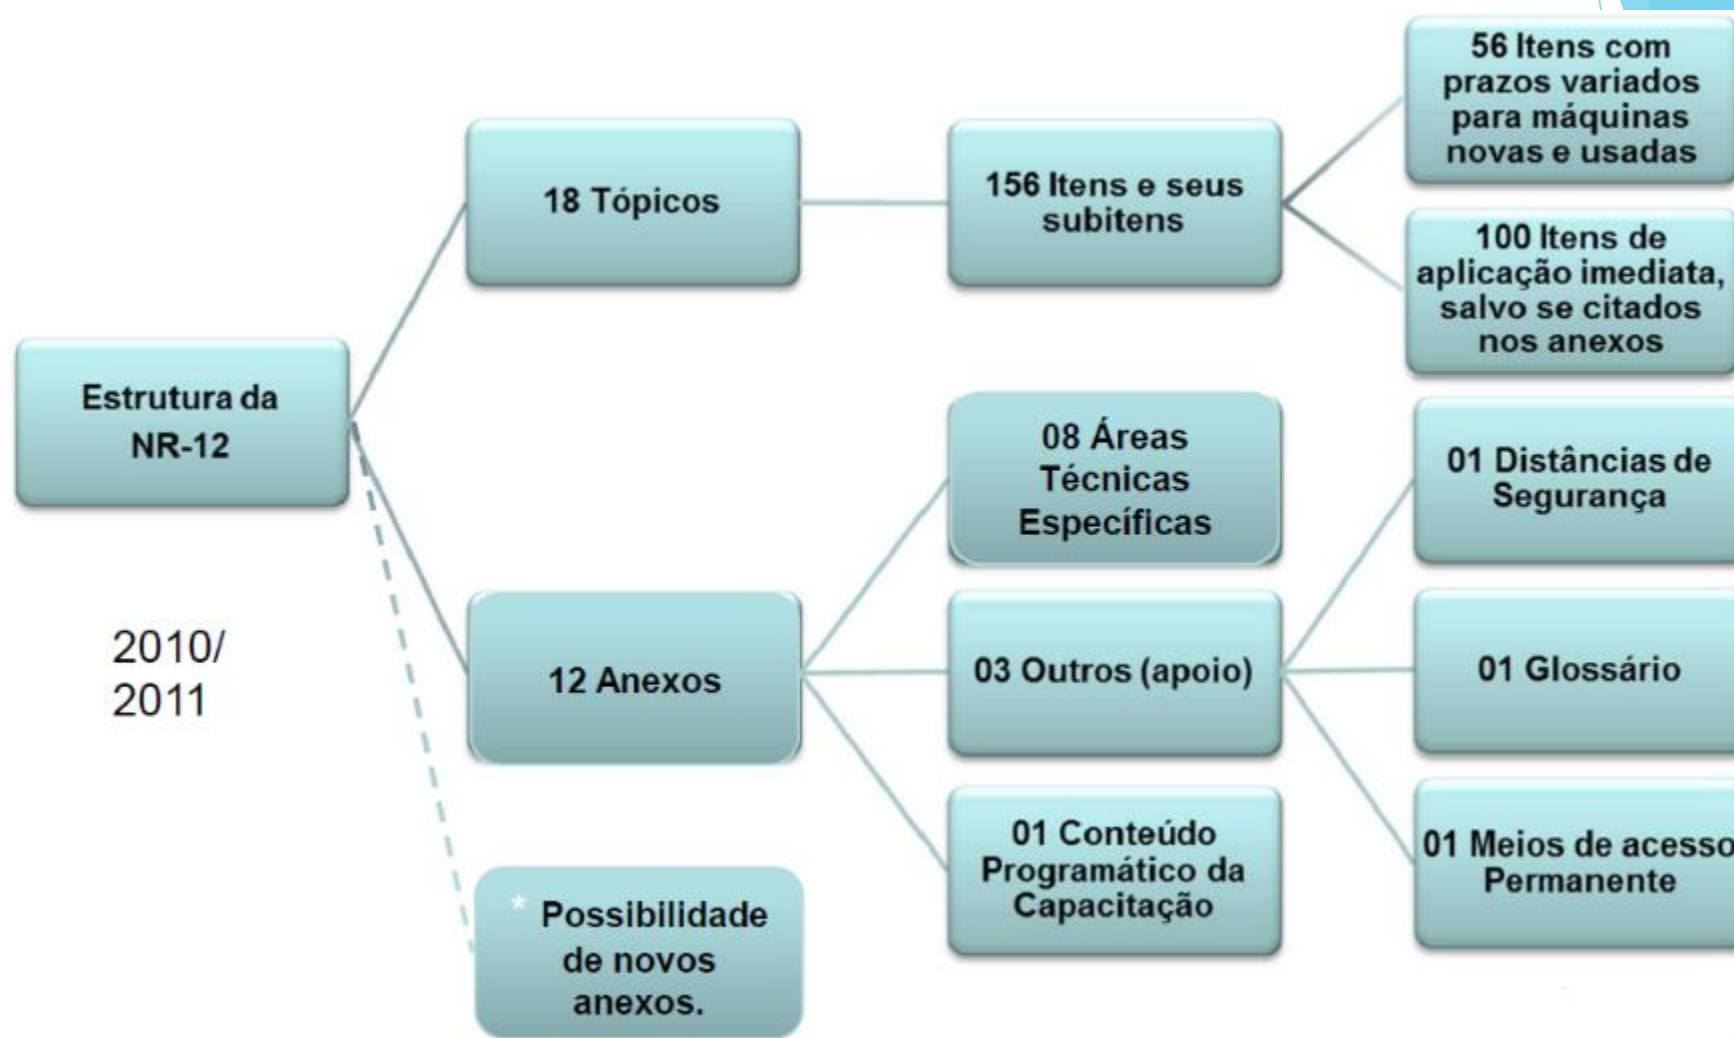 Estrutura da
NR-12
2010/
2011
18 Tópicos
156 Itens e seus
subitens
56 Itens com
prazos variados
para máquinas
novas e usadas
100 Itens de
aplicação imediata,
salvo se citados
nos anexos
12 Anexos
08 Áreas
Técnicas
Específicas
03 Outros (apoio)
01 Distâncias de
Segurança
01 Glossário
01 Meios de acesso
Permanente
01 Conteúdo
Programático da
Capacitação
* Possibilidade
de novos
anexos.